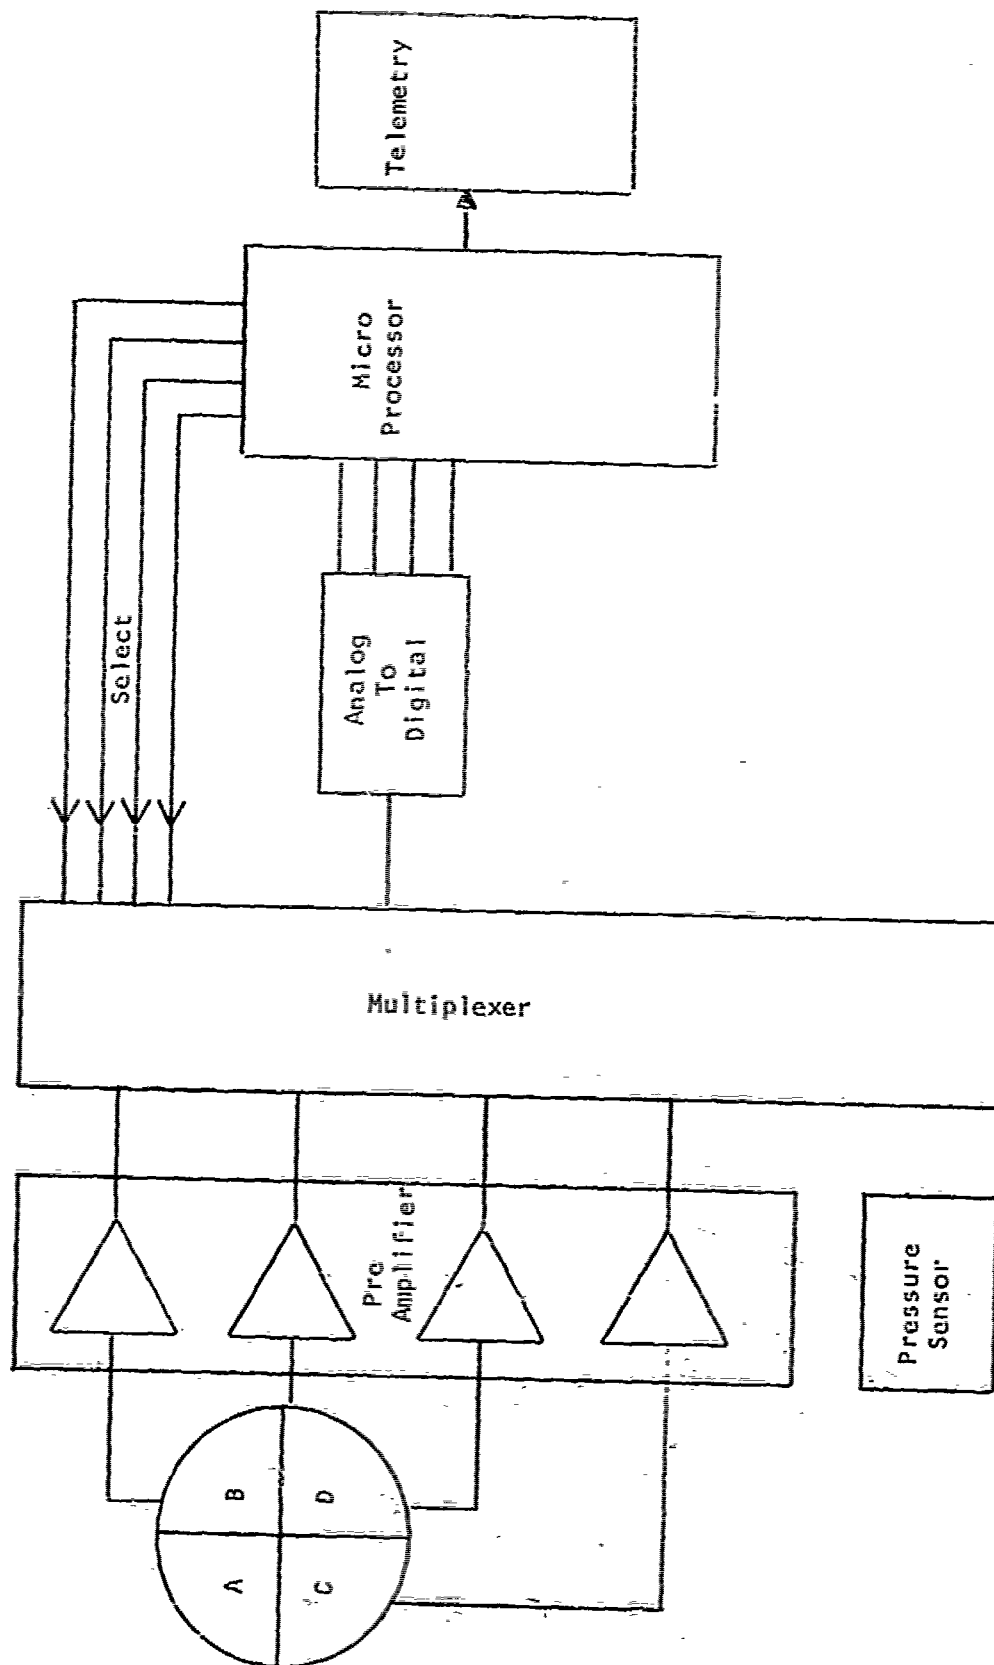 A
B
C
D
Pre
Amplifier
Pressure
Sensor
Multiplexer
Select
Analog
To
Digital
Micro
Processor
Telemetry